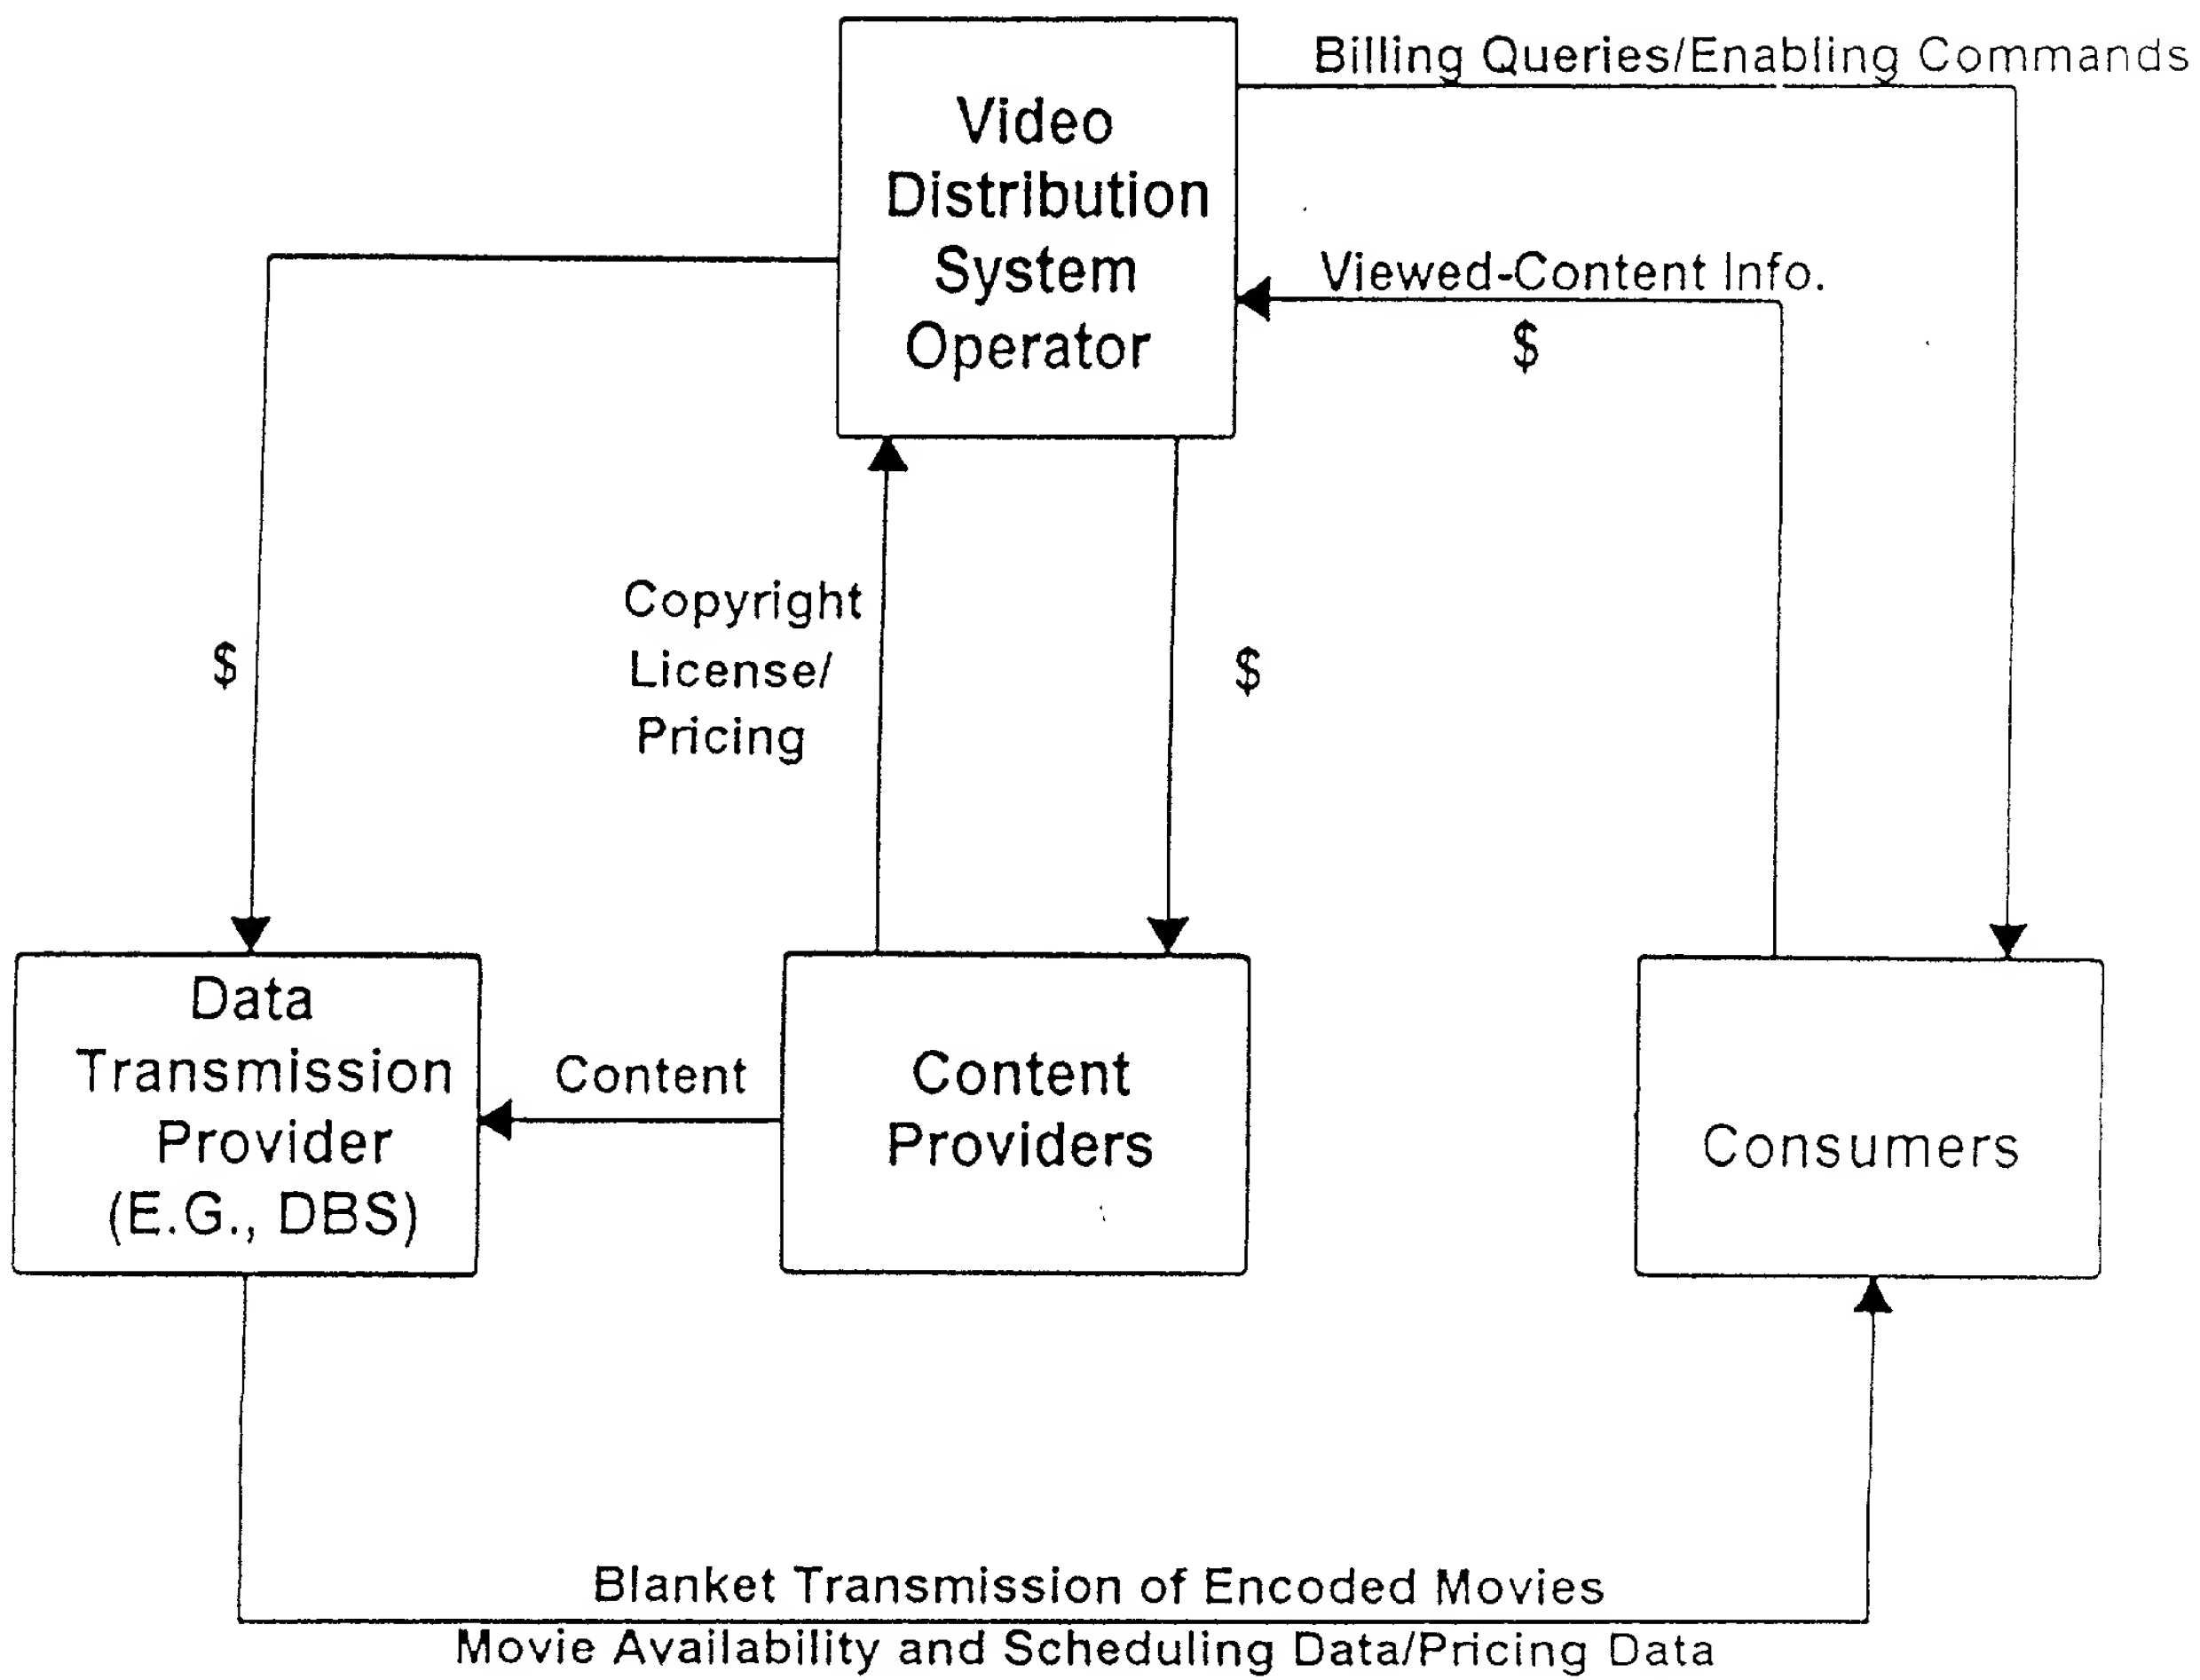 Billing Queries/Enabling Commands
Video
Distribution
System
Operator
Viewed-Content Info.
$
Copyright
License/
Pricing
$
$
Data
Transmission
Provider
(E.G., DBS)
Content
Content
Providers
Consumers
Blanket Transmission of Encoded Movies
Movie Availability and Scheduling Data/Pricing Data